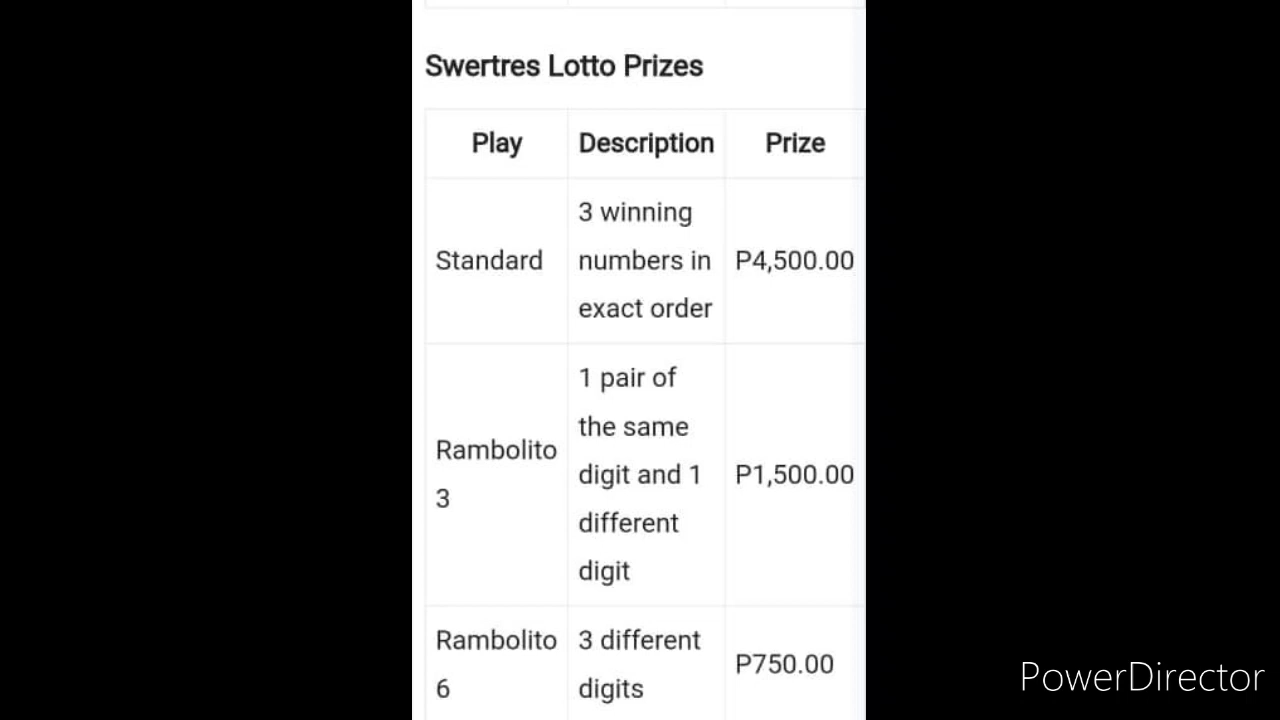 Swertres Lotto Prizes
Play Description Prize
Standard
3 winning
numbers in
exact order
P4,500.00
Rambolito
3
1 pair of
the same
digit and 1
different
digit
P1,500.00
Rambolito
6
3 different
digits
P750.00
PowerDirector